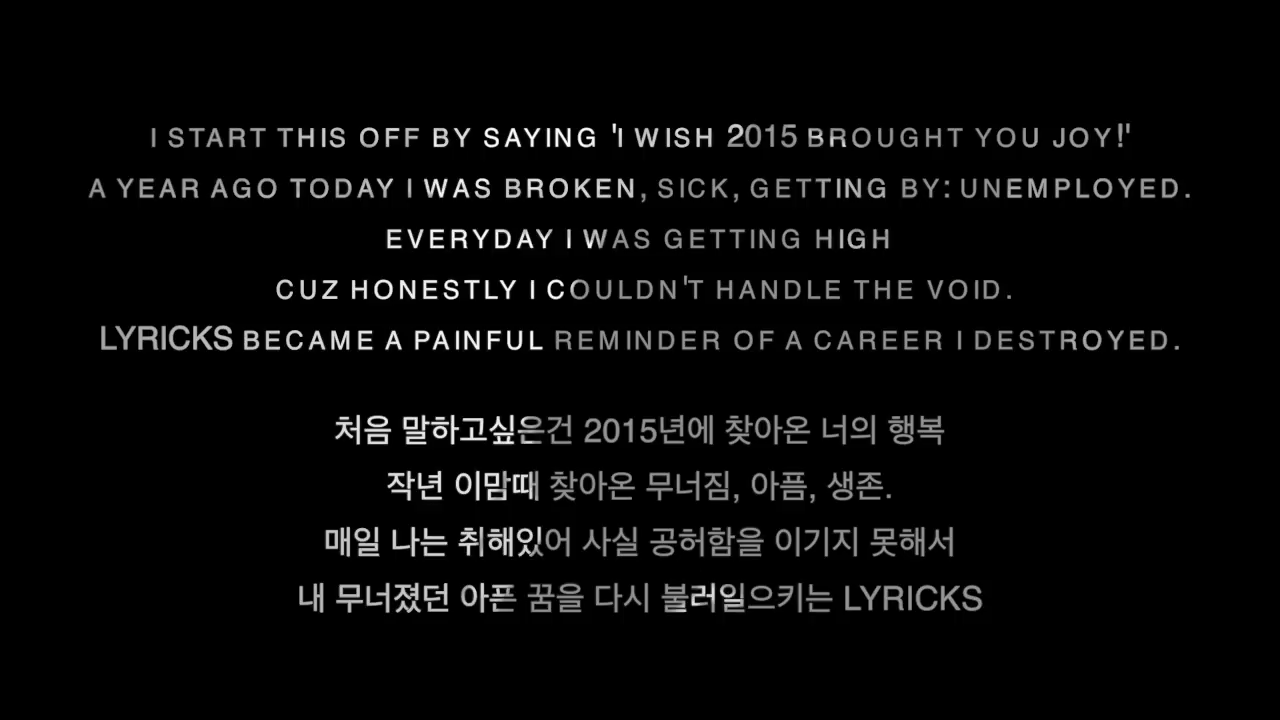 I START THIS OFF BY SAYING 'I WISH 2015 BROUGHT YOU JOY!'
A YEAR AGO TODAY I WAS BROKEN, SICK, GETTING BY: UNEMPLOYED.
EVERYDAY I WAS GETTING HIGH
CUZ HONESTLY I COULDN'T HANDLE THE VOID.
LYRICKS BECAME A PAINFUL REMINDER OF A CAREER I DESTROYED.
처음 말하고싶은건 2015년에 찾아온 너의 행복
작년 이맘때 찾아온 무너짐, 아픔, 생존.
매일 나는 취해있어 사실 공허함을 이기지 못해서
내 무너졌던 아픈 꿈을 다시 불러일으키는 LYRICKS